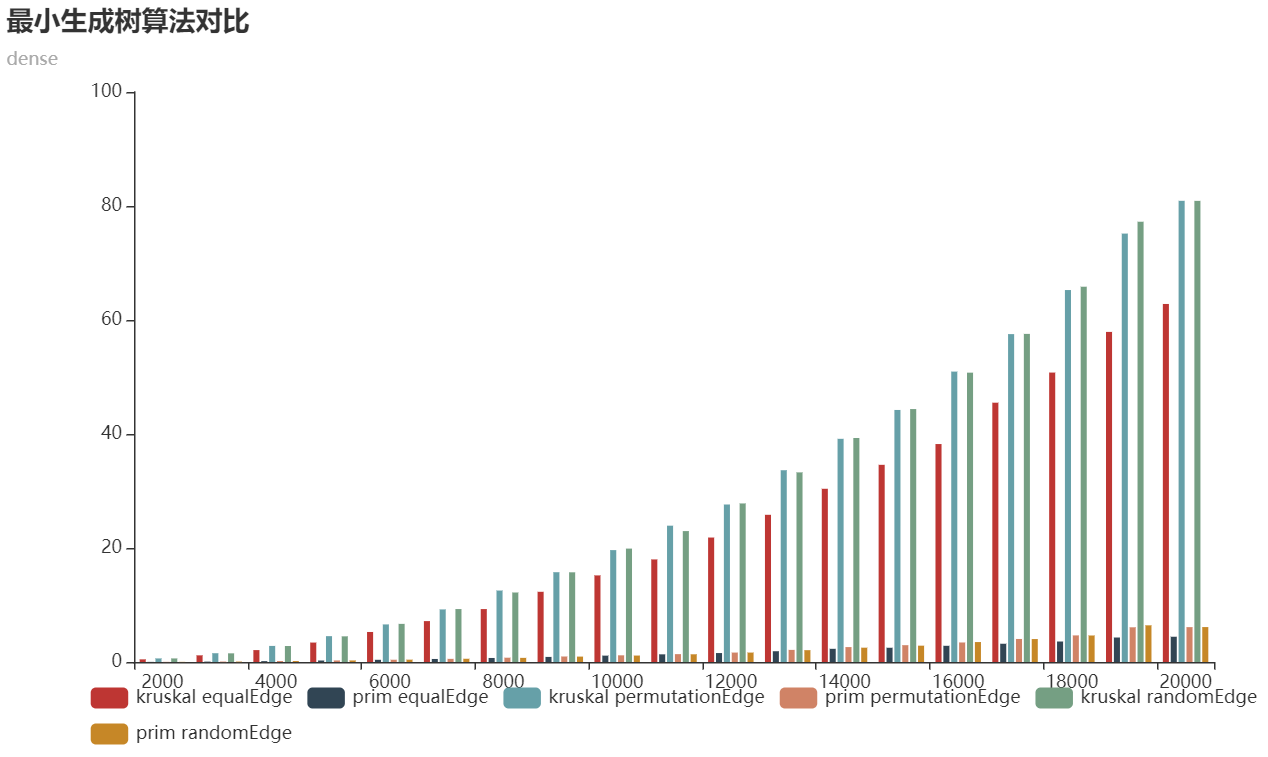 最小生成树算法对比
dense
100
80
60
40
20
0
2000 4000 6000 8000 10000 12000 14000 16000 18000 20000
kruskal equalEdge prim equalEdge kruskal permutationEdge prim permutationEdge kruskal randomEdge
prim randomEdge